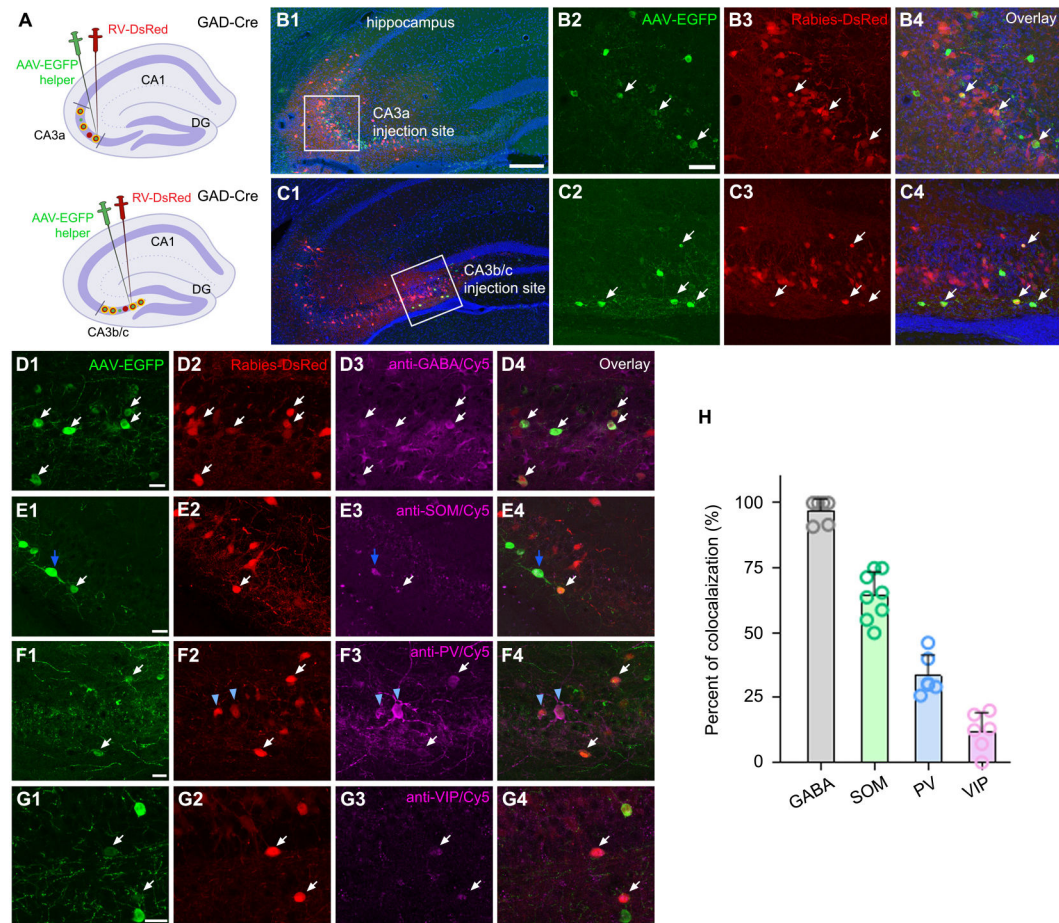 A
GAD-Cre
RV-DsRed
AAV-EGFP
helper
CA1
DG
CA3a
GAD-Cre
RV-DsRed
AAV-EGFP
helper
CA1
DG
CA3b/c
B1
hippocampus
CA3a
injection site
B2
AAV-EGFP
B3
Rabies-DsRed
B4
Overlay
C1
CA3b/c
injection site
C2
C3
C4
D1
AAV-EGFP
D2
Rabies-DsRed
D3
anti-GABA/Cy5
D4
Overlay
E1
E2
E3
anti-SOM/Cy5
E4
F1
F2
F3
anti-PV/Cy5
F4
G1
G2
G3
anti-VIP/Cy5
G4
H
Percent of colocalaization (%)
100
75
50
25
0
GABA
SOM
PV
VIP